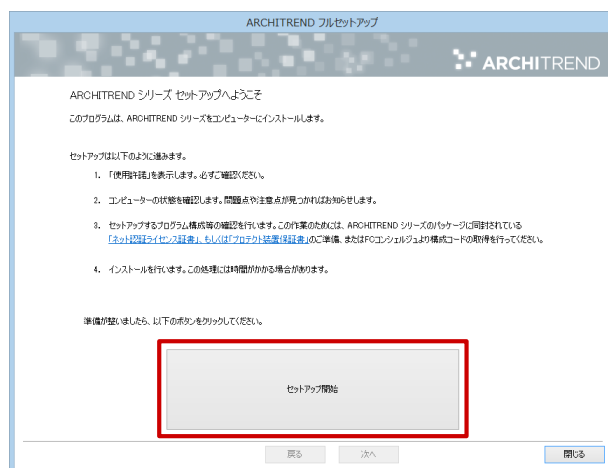 ARCHITREND フルセットアップ
ARCHITREND
ARCHITREND シリーズ セットアップへようこそ
このプログラムは、ARCHITREND シリーズをコンピューターにインストールします。
セットアップは以下のように進みます。
1. 「使用許諾」を表示します。必ずご確認ください。
2. コンピューターの状態を確認します。問題点や注意点が見つかればお知らせします。
3. セットアップするプログラム構成等の確認を行います。この作業のためには、ARCHITREND シリーズのパッケージに同封されている
「ネット認証ライセンス証書」、もしくは「プロテクト装置保証書」のご準備、またはFCコンシェルジュより構成コードの取得を行ってください。
4. インストールを行います。この処理には時間がかかる場合があります。
準備が整いましたら、以下のボタンをクリックしてください。
セットアップ開始
戻る 次へ 閉じる